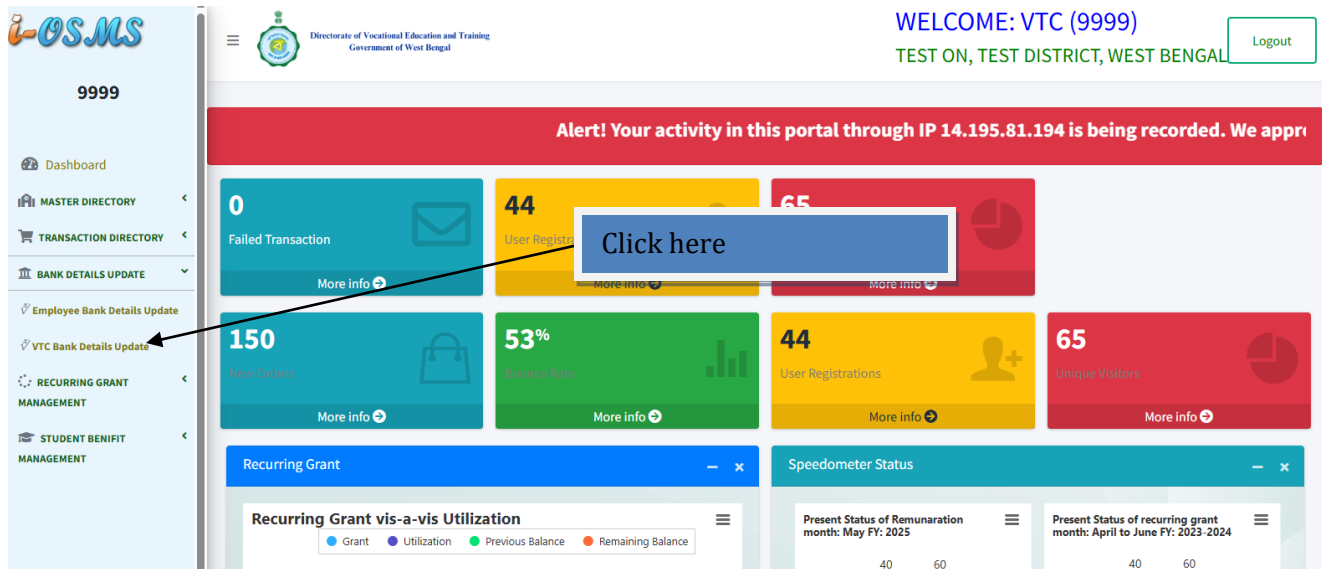 i-OSMS
9999
Dashboard
MASTER DIRECTORY
TRANSACTION DIRECTORY
BANK DETAILS UPDATE
Employee Bank Details Update
VTC Bank Details Update
RECURRING GRANT
MANAGEMENT
STUDENT BENIFIT
MANAGEMENT
Directorate of Vocational Education and Training
Government of West Bengal
WELCOME: VTC (9999)
TEST ON, TEST DISTRICT, WEST BENGAL
Logout
Alert! Your activity in this portal through IP 14.195.81.194 is being recorded. We appr
0
Failed Transaction
More info
44
User Registra
More info
65
More info
Click here
150
New Orders
More info
53%
Bounce Rate
More info
44
User Registrations
More info
65
Unique Visitors
More info
Recurring Grant
Recurring Grant vis-a-vis Utilization
Grant Utilization Previous Balance Remaining Balance
Speedometer Status
Present Status of Remunaration
month: May FY: 2025
40 60
Present Status of recurring grant
month: April to June FY: 2023-2024
40 60